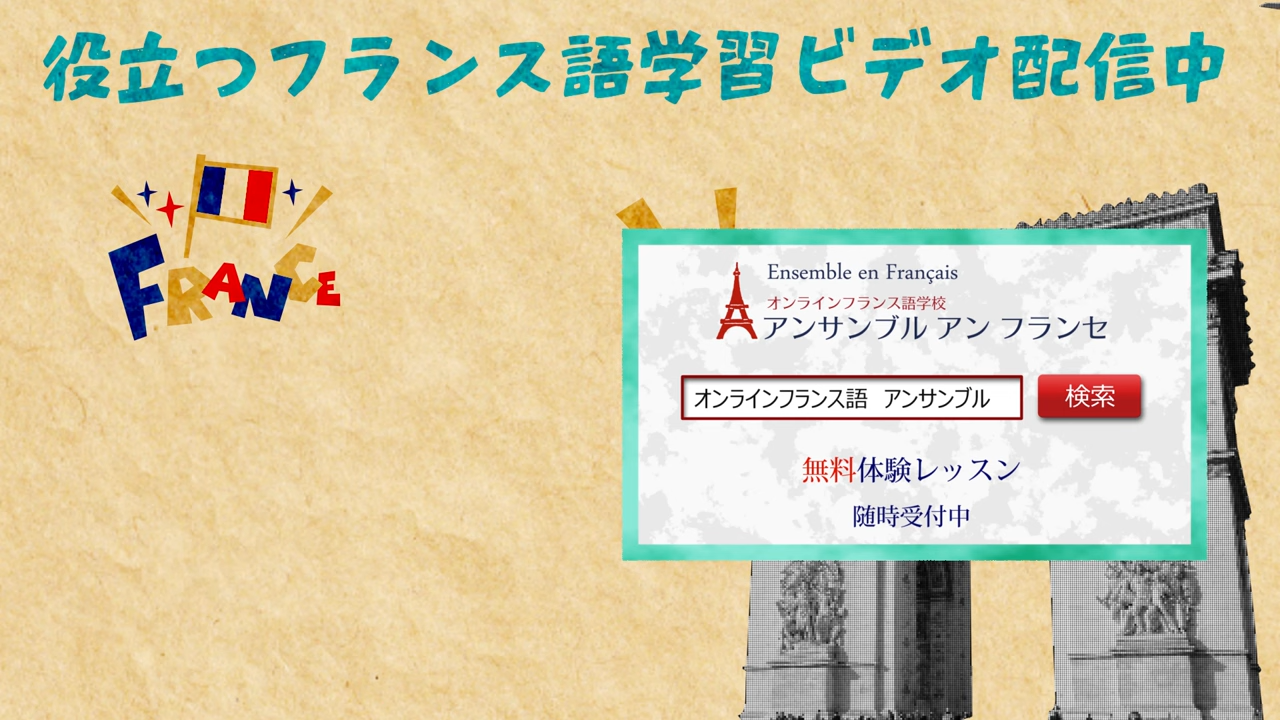 役立つフランス語学習ビデオ配信中
FRANCE
Ensemble en Français
オンラインフランス語学校
アンサンブル アン フランセ
オンラインフランス語　アンサンブル
検索
無料体験レッスン
随時受付中